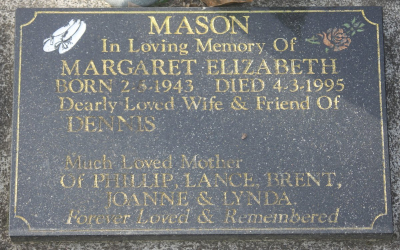 MASON
In Loving Memory Of
MARGARET ELIZABETH
BORN 2-3-1943 DIED 4-3-1995
Dearly Loved Wife & Friend Of
DENNIS
Much Loved Mother
Of PHILLIP, LANCE, BRENT,
JOANNE & LYNDA.
Forever Loved & Remembered